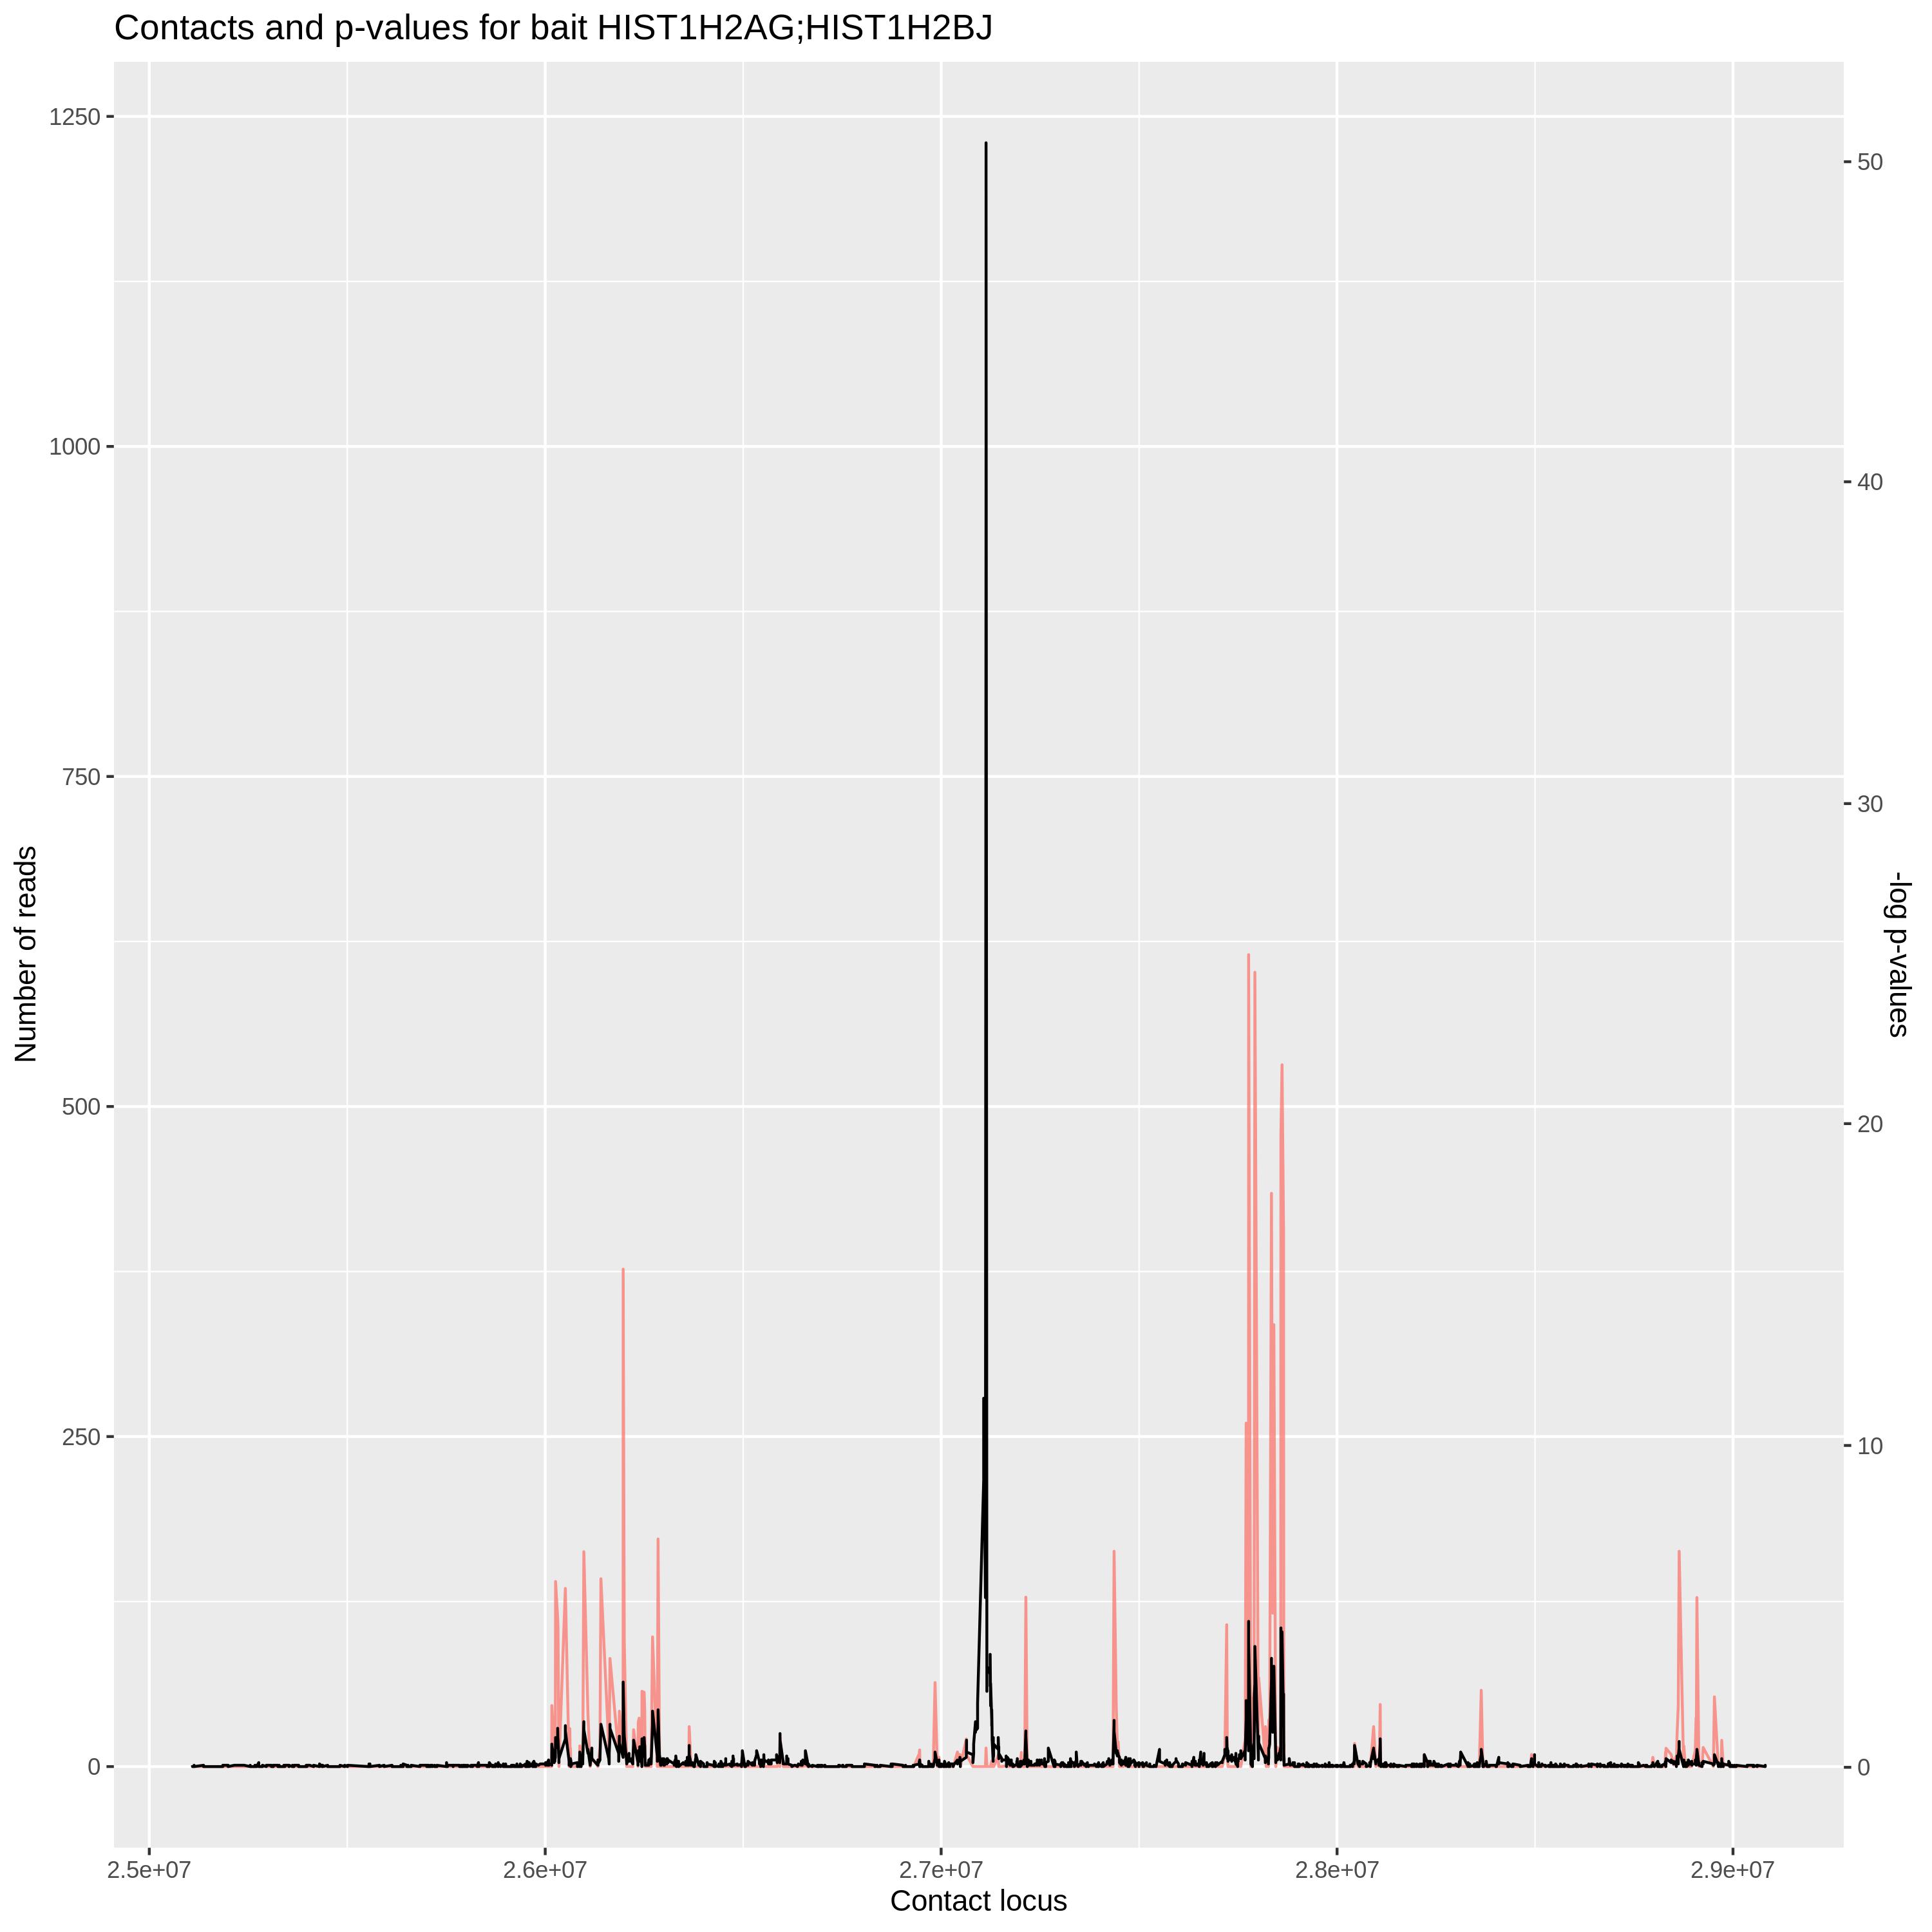 Contacts and p-values for bait HIST1H2AG;HIST1H2BJ
1250
1000
750
500
250
0
Number of reads
50
40
30
20
10
0
-log p-values
2.5e+07 2.6e+07 2.7e+07 2.8e+07 2.9e+07
Contact locus